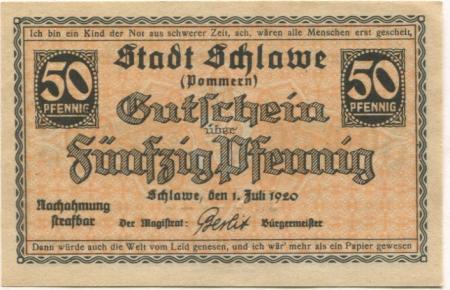 Ich bin ein Kind der Not aus schwerer Zeit, ach, wären alle Menschen erst gescheit,
Stadt Schlawe
(Pommern)
50
PFENNIG
50
PFENNIG
Gutschein
über
Fünfzig Pfennig
Schlawe, den 1. Juli 1920
Nachahmung
strafbar
Der Magistrat: Berlit Bürgermeister
Dann würde auch die Welt vom Leid genesen, und ich wär' mehr als ein Papier gewesen